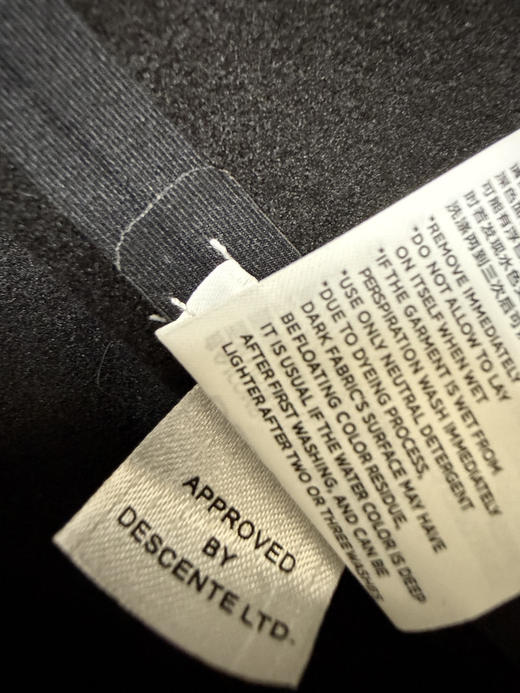 *REMOVE IMMEDIATELY
*DO NOT ALLOW TO LAY
ON ITSELF WHEN WET
*IF THE GARMENT IS WET FROM
PERSPIRATION WASH IMMEDIATELY
*USE ONLY NEUTRAL DETERGENT
*DUE TO DYEING PROCESS,
DARK FABRIC'S SURFACE MAY HAVE
BE FLOATING COLOR RESIDUE.
IT IS USUAL IF THE WATER COLOR IS DEEP
AFTER FIRST WASHING, AND CAN BE
LIGHTER AFTER TWO OR THREE WASHES.
APPROVED
BY
DESCENTE LTD.